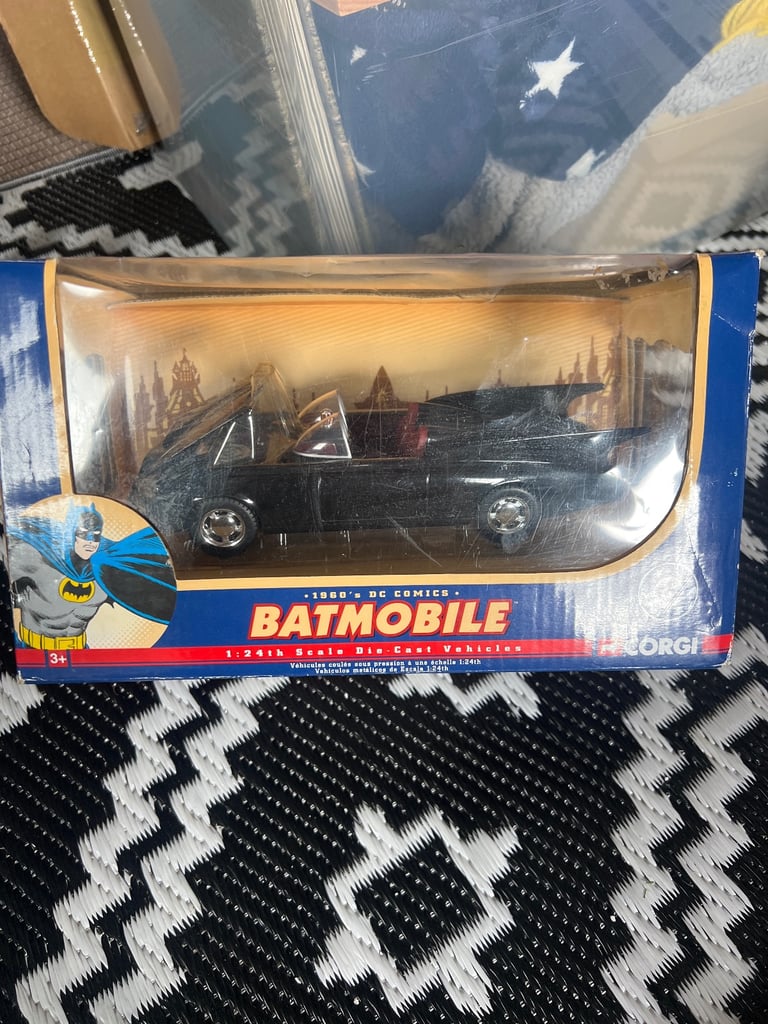 • 1960's DC COMICS •
BATMOBILE
3+
1:24th Scale Die-Cast Vehicles
CORGI
Véhicules coulés sous pression à une échelle 1:24th
Vehículos metálicos de Escala 1:24th